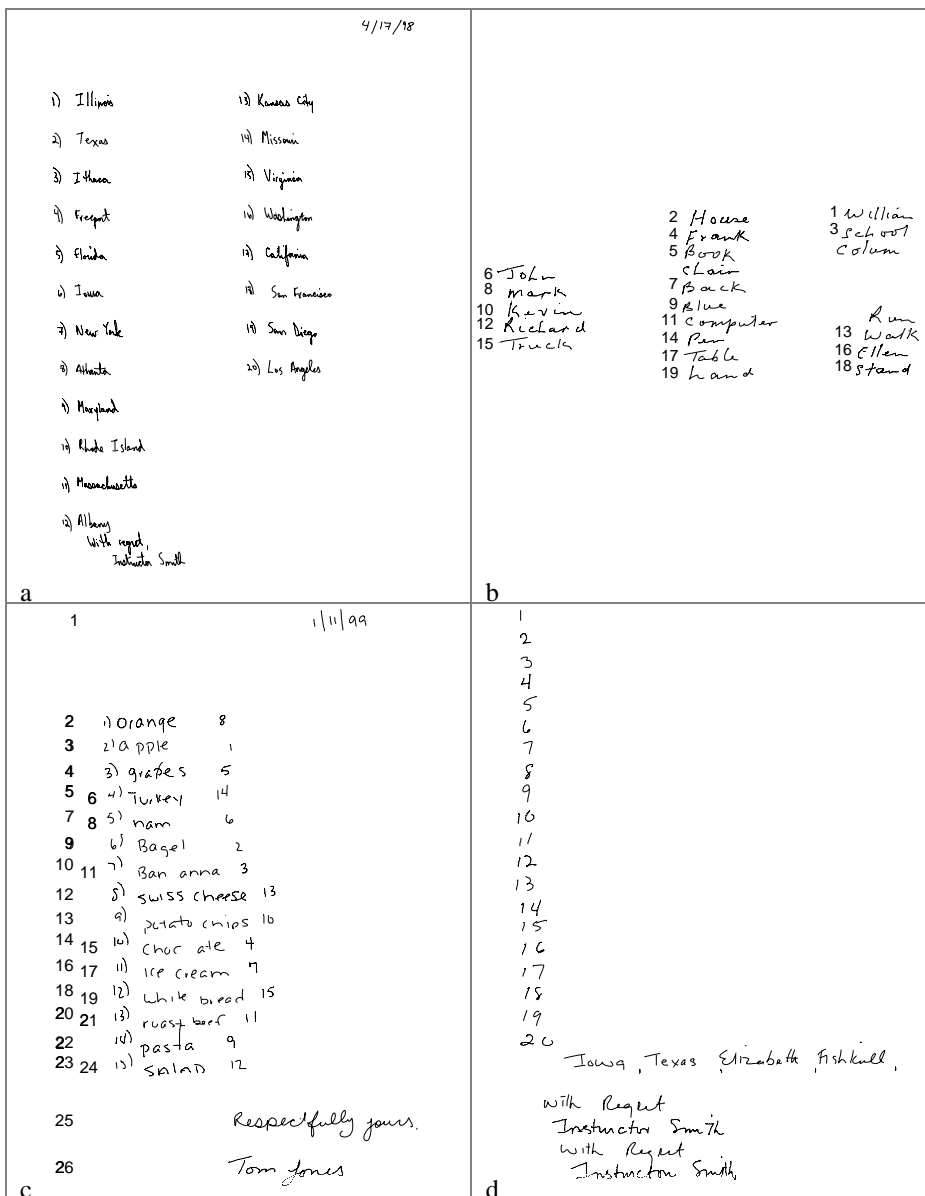 4/17/98
1) Illinois
2) Texas
3) Ithaca
4) Freeport
5) Florida
6) Iowa
7) New York
8) Atlanta
9) Maryland
10) Rhode Island
11) Massachusetts
12) Albany
With regret,
Instructor Smith
13) Kansas City
14) Missouri
15) Virginia
16) Washington
17) California
18) San Francisco
19) San Diego
20) Los Angeles
a
6 John
8 Mark
10 Kevin
12 Richard
15 Truck
2 House
4 Frank
5 Book
chair
7 Back
9 Blue
11 Computer
14 Pen
17 Table
19 hand
1 William
3 School
Colum
Run
13 Walk
16 Ellen
18 Stand
b
1 1/11/99
2 1) orange 8
3 2) apple 1
4 3) grapes 5
5 6 4) Turkey 14
7 8 5) ham 6
9 6) Bagel 2
10 11 7) Ban anna 3
12 8) swiss cheese 13
13 9) potato chips 10
14 15 10) choc ate 4
16 17 11) Ice cream 7
18 19 12) white bread 15
20 21 13) roast beef 11
22 14) pasta 9
23 24 15) SALAD 12
25 Respectfully yours,
26 Tom Jones
c
1
2
3
4
5
6
7
8
9
10
11
12
13
14
15
16
17
18
19
20
Iowa, Texas, Elizabeth, Fishkill,
With Regret
Instructor Smith
With Regret
Instructor Smith
d